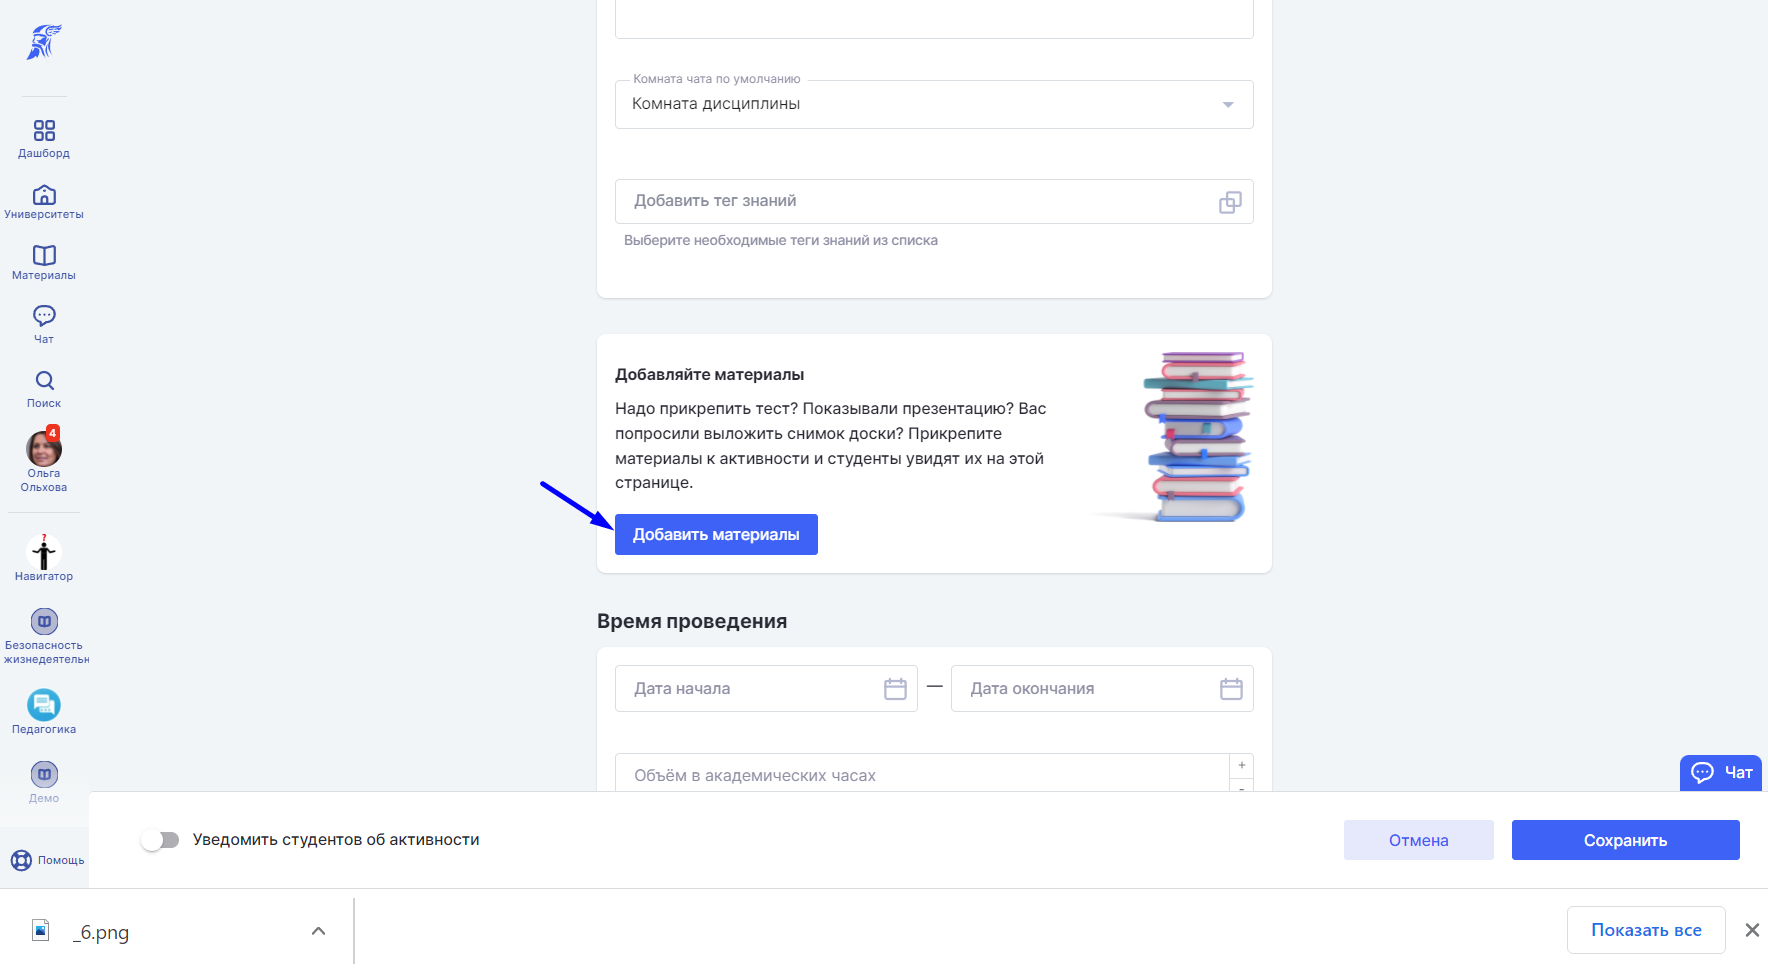 Дашборд
Университеты
Материалы
Чат
Поиск
4
Ольга
Ольхова
?
Навигатор
Безопасность
жизнедеятельн
Педагогика
Демо
Помощь
Комната чата по умолчанию
Комната дисциплины
Добавить тег знаний
Выберите необходимые теги знаний из списка
Добавляйте материалы
Надо прикрепить тест? Показывали презентацию? Вас
попросили выложить снимок доски? Прикрепите
материалы к активности и студенты увидят их на этой
странице.
Добавить материалы
Время проведения
Дата начала
—
Дата окончания
Объём в академических часах
+
-
Чат
Уведомить студентов об активности
Отмена
Сохранить
_6.png
Показать все